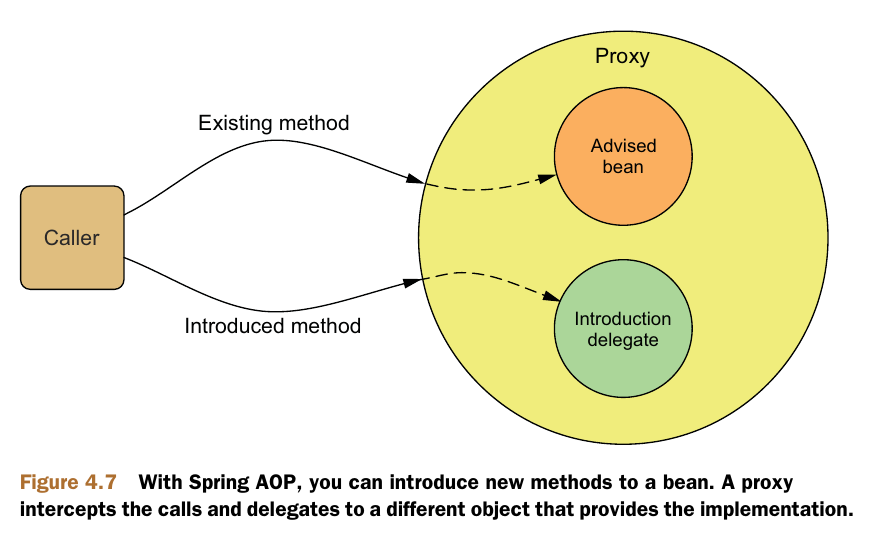 Proxy
Existing method
Advised
bean
Caller
Introduction
delegate
Introduced method
Figure 4.7 With Spring AOP, you can introduce new methods to a bean. A proxy
intercepts the calls and delegates to a different object that provides the implementation.